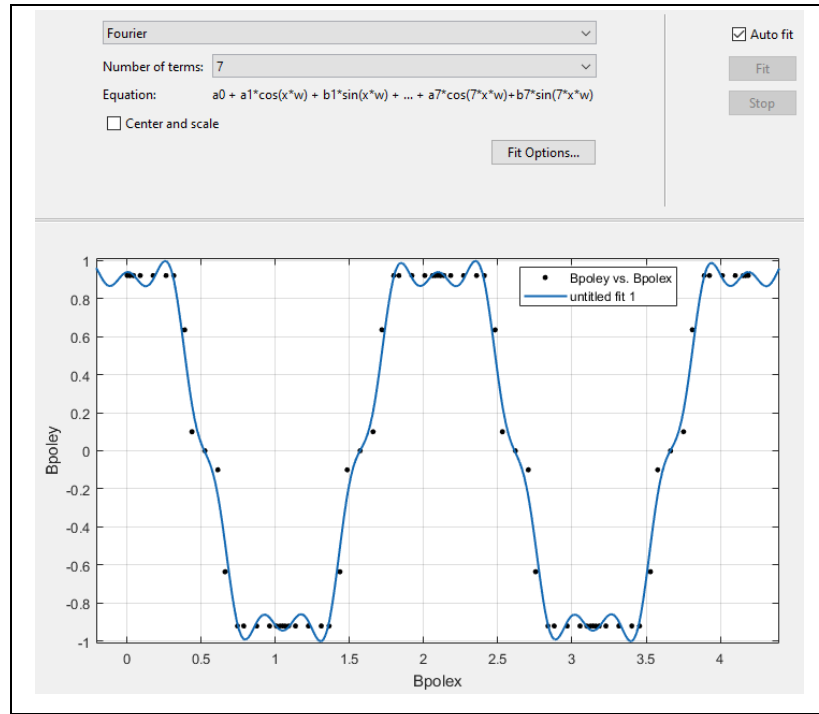 Fourier
Auto fit
Number of terms: 7
Fit
Equation: a0 + a1*cos(x*w) + b1*sin(x*w) + ... + a7*cos(7*x*w)+b7*sin(7*x*w)
Stop
Center and scale
Fit Options...
Bpoley vs. Bpolex
untitled fit 1
1
0.8
0.6
0.4
0.2
0
-0.2
-0.4
-0.6
-0.8
-1
Bpoley
0 0.5 1 1.5 2 2.5 3 3.5 4
Bpolex